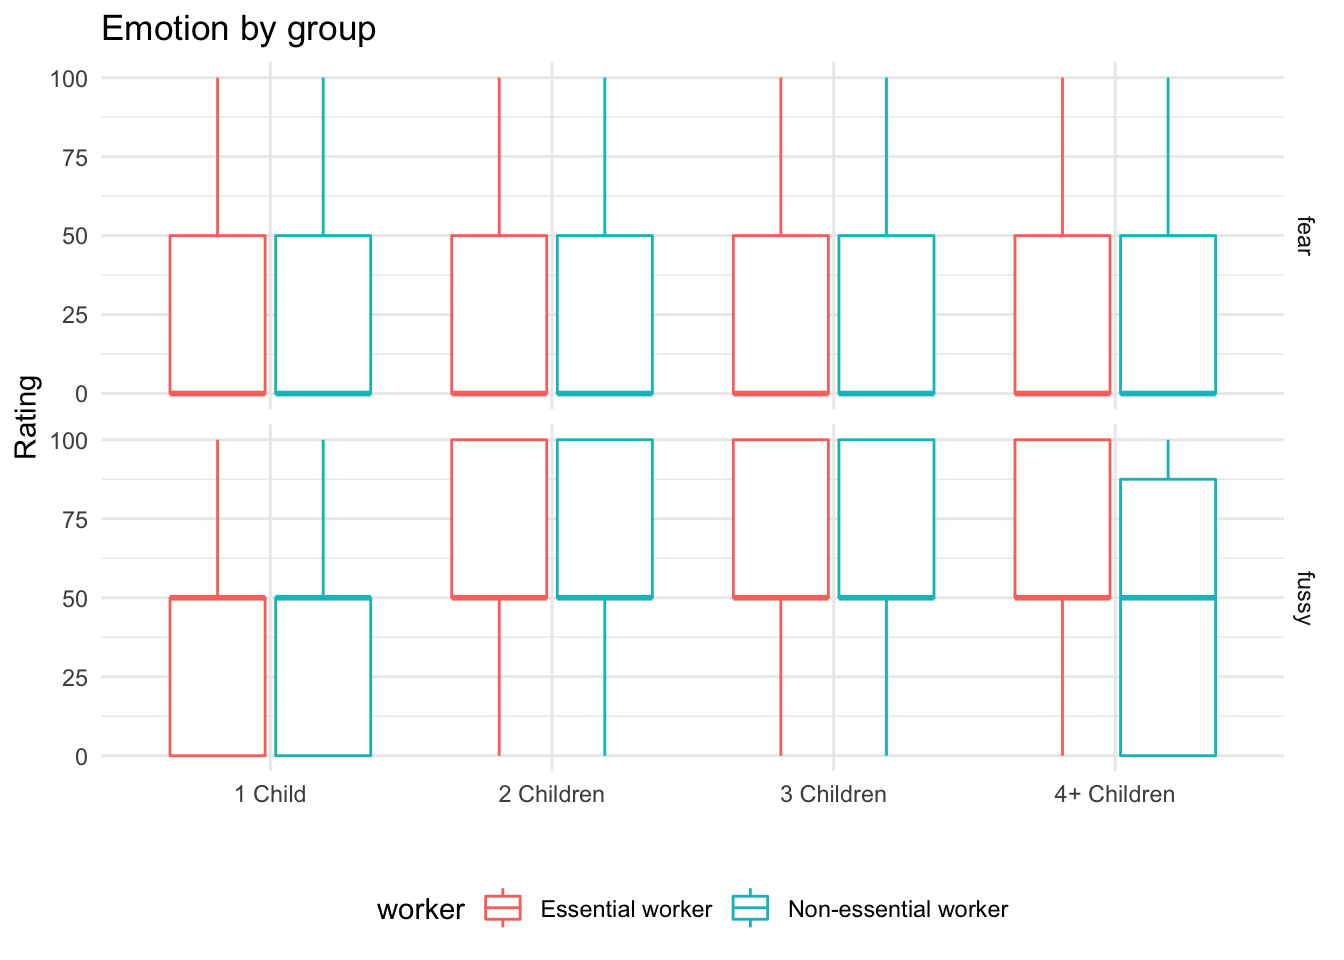 Emotion by group
Rating
100
75
50
25
0
fear
100
75
50
25
0
fussy
1 Child 2 Children 3 Children 4+ Children
worker Essential worker Non-essential worker